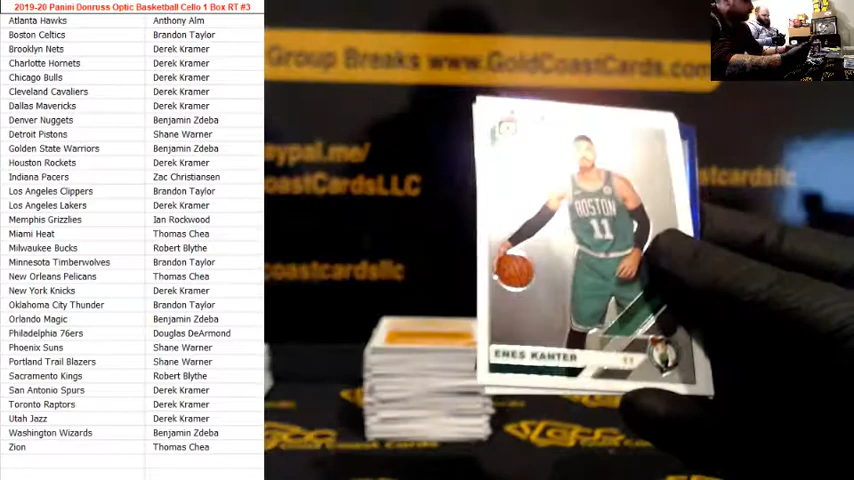 2019-20 Panini Donruss Optic Basketball Cello 1 Box RT #3
Atlanta Hawks Anthony Alm
Boston Celtics Brandon Taylor
Brooklyn Nets Derek Kramer
Charlotte Hornets Derek Kramer
Chicago Bulls Derek Kramer
Cleveland Cavaliers Derek Kramer
Dallas Mavericks Derek Kramer
Denver Nuggets Benjamin Zdeba
Detroit Pistons Shane Warner
Golden State Warriors Benjamin Zdeba
Houston Rockets Derek Kramer
Indiana Pacers Zac Christiansen
Los Angeles Clippers Brandon Taylor
Los Angeles Lakers Derek Kramer
Memphis Grizzlies Ian Rockwood
Miami Heat Thomas Chea
Milwaukee Bucks Robert Blythe
Minnesota Timberwolves Brandon Taylor
New Orleans Pelicans Thomas Chea
New York Knicks Derek Kramer
Oklahoma City Thunder Brandon Taylor
Orlando Magic Benjamin Zdeba
Philadelphia 76ers Douglas DeArmond
Phoenix Suns Shane Warner
Portland Trail Blazers Shane Warner
Sacramento Kings Robert Blythe
San Antonio Spurs Derek Kramer
Toronto Raptors Derek Kramer
Utah Jazz Derek Kramer
Washington Wizards Benjamin Zdeba
Zion Thomas Chea
Group Breaks www.GoldCoastCards.com
paypal.me/
oastCardsLLC
coastcardsllc
BOSTON
11
ENES KANTER 11
Gold Coast Cards